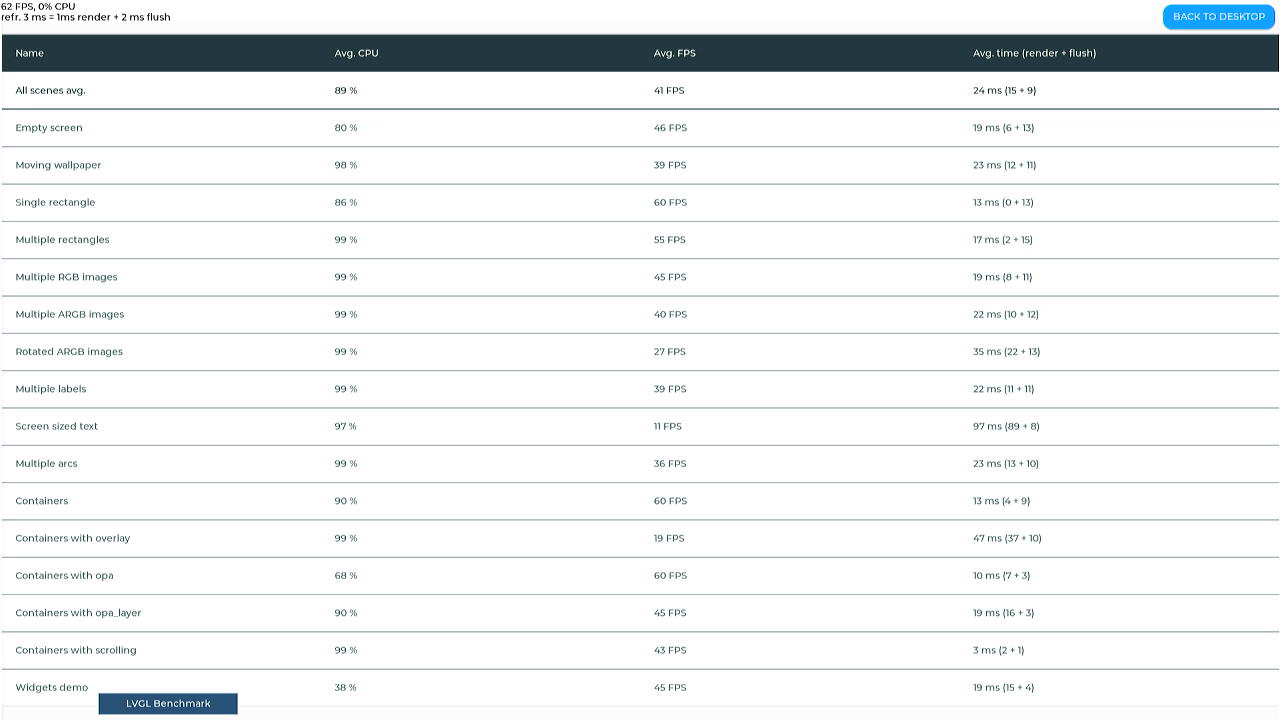 62 FPS, 0% CPU
refr. 3 ms = 1ms render + 2 ms flush
BACK TO DESKTOP
Name Avg. CPU Avg. FPS Avg. time (render + flush)
All scenes avg. 89 % 41 FPS 24 ms (15 + 9)
Empty screen 80 % 46 FPS 19 ms (6 + 13)
Moving wallpaper 98 % 39 FPS 23 ms (12 + 11)
Single rectangle 86 % 60 FPS 13 ms (0 + 13)
Multiple rectangles 99 % 55 FPS 17 ms (2 + 15)
Multiple RGB images 99 % 45 FPS 19 ms (8 + 11)
Multiple ARGB images 99 % 40 FPS 22 ms (10 + 12)
Rotated ARGB images 99 % 27 FPS 35 ms (22 + 13)
Multiple labels 99 % 39 FPS 22 ms (11 + 11)
Screen sized text 97 % 11 FPS 97 ms (89 + 8)
Multiple arcs 99 % 36 FPS 23 ms (13 + 10)
Containers 90 % 60 FPS 13 ms (4 + 9)
Containers with overlay 99 % 19 FPS 47 ms (37 + 10)
Containers with opa 68 % 60 FPS 10 ms (7 + 3)
Containers with opa_layer 90 % 45 FPS 19 ms (16 + 3)
Containers with scrolling 99 % 43 FPS 3 ms (2 + 1)
Widgets demo 38 % 45 FPS 19 ms (15 + 4)
LVGL Benchmark